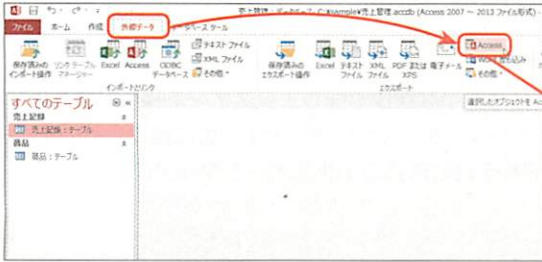 売上管理 : データベース- C:¥sample¥売上管理.accdb (Access 2007 ～ 2013 ファイル形式) -
ファイル ホーム 作成 外部データ データベース ツール
保存済みの インポート操作
リンク テーブル マネージャー
Excel
Access
ODBC データベース
テキスト ファイル
XML ファイル
その他
インポートとリンク
保存済みの エクスポート操作
Excel
テキスト ファイル
XML ファイル
PDF または XPS
電子メール
Access
Word 差し込み
その他
エクスポート
選択したオブジェクトを Ac
すべてのテーブル
売上記録
売上記録 : テーブル
商品
商品 : テーブル